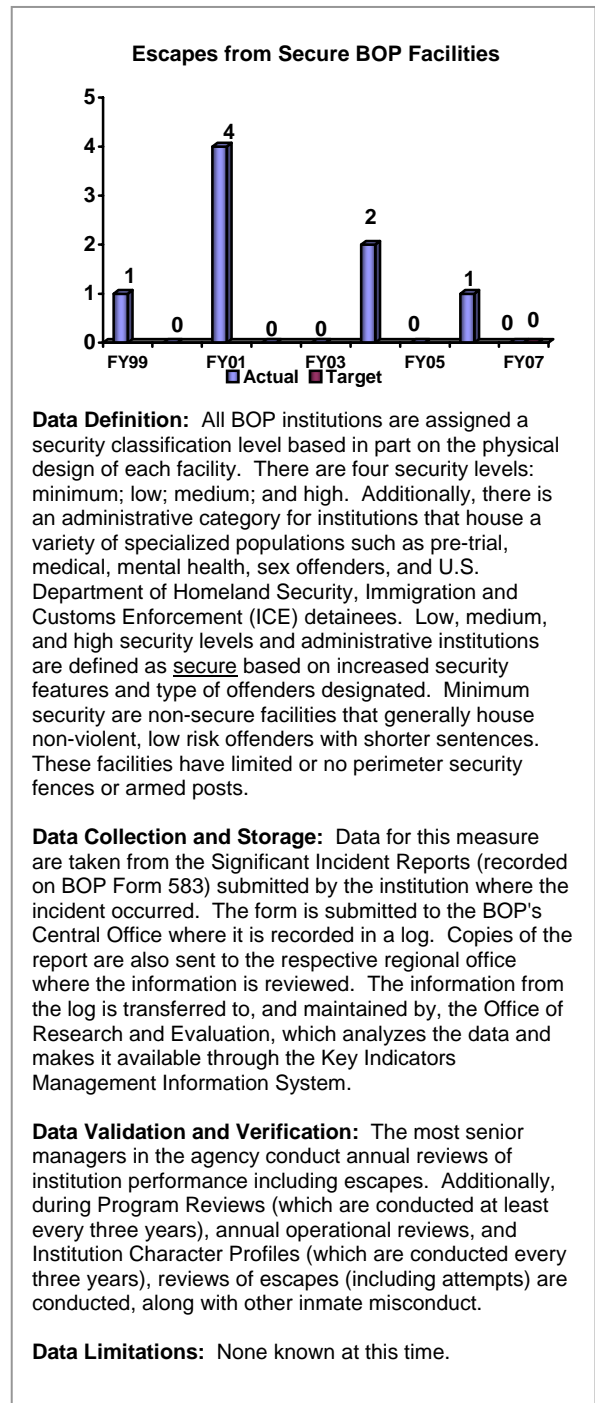 Escapes from Secure BOP Facilities
5
4
3
2
1
0
1
0
4
0
0
2
0
1
0 0
FY99 FY01 FY03 FY05 FY07
Actual Target
Data Definition: All BOP institutions are assigned a
security classification level based in part on the physical
design of each facility. There are four security levels:
minimum; low; medium; and high. Additionally, there is
an administrative category for institutions that house a
variety of specialized populations such as pre-trial,
medical, mental health, sex offenders, and U.S.
Department of Homeland Security, Immigration and
Customs Enforcement (ICE) detainees. Low, medium,
and high security levels and administrative institutions
are defined as secure based on increased security
features and type of offenders designated. Minimum
security are non-secure facilities that generally house
non-violent, low risk offenders with shorter sentences.
These facilities have limited or no perimeter security
fences or armed posts.
Data Collection and Storage: Data for this measure
are taken from the Significant Incident Reports (recorded
on BOP Form 583) submitted by the institution where the
incident occurred. The form is submitted to the BOP's
Central Office where it is recorded in a log. Copies of the
report are also sent to the respective regional office
where the information is reviewed. The information from
the log is transferred to, and maintained by, the Office of
Research and Evaluation, which analyzes the data and
makes it available through the Key Indicators
Management Information System.
Data Validation and Verification: The most senior
managers in the agency conduct annual reviews of
institution performance including escapes. Additionally,
during Program Reviews (which are conducted at least
every three years), annual operational reviews, and
Institution Character Profiles (which are conducted every
three years), reviews of escapes (including attempts) are
conducted, along with other inmate misconduct.
Data Limitations: None known at this time.